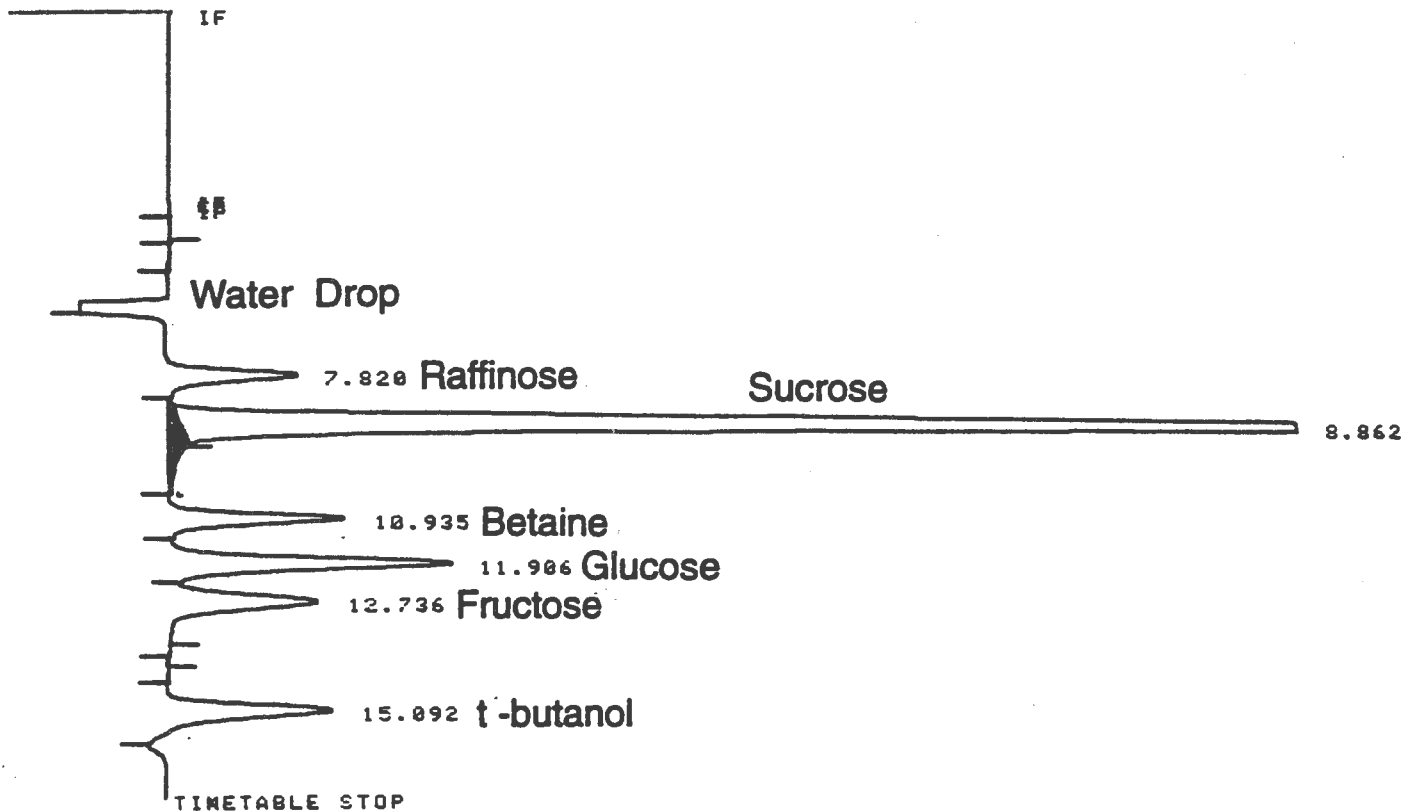 IF
Water Drop
7.820 Raffinose
Sucrose
8.862
10.935 Betaine
11.906 Glucose
12.736 Fructose
15.092 t-butanol
TIMETABLE STOP